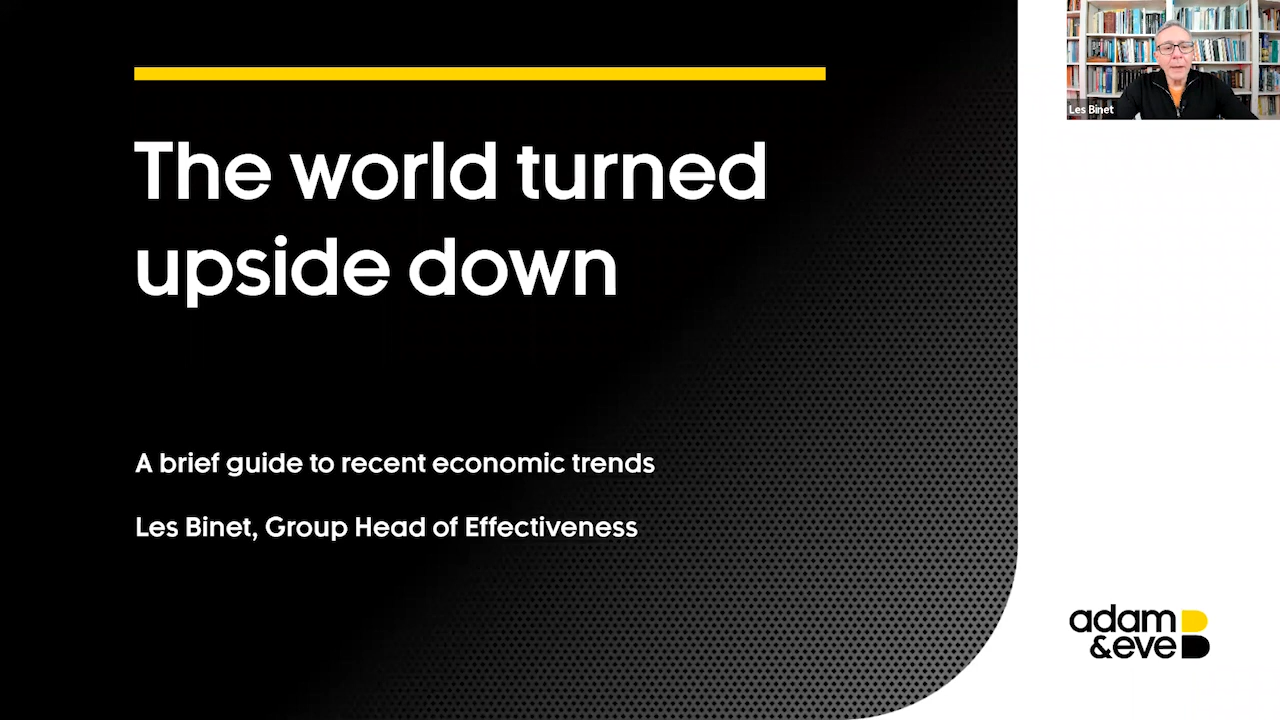 The world turned
upside down
A brief guide to recent economic trends
Les Binet, Group Head of Effectiveness
Les Binet
adam
&eve